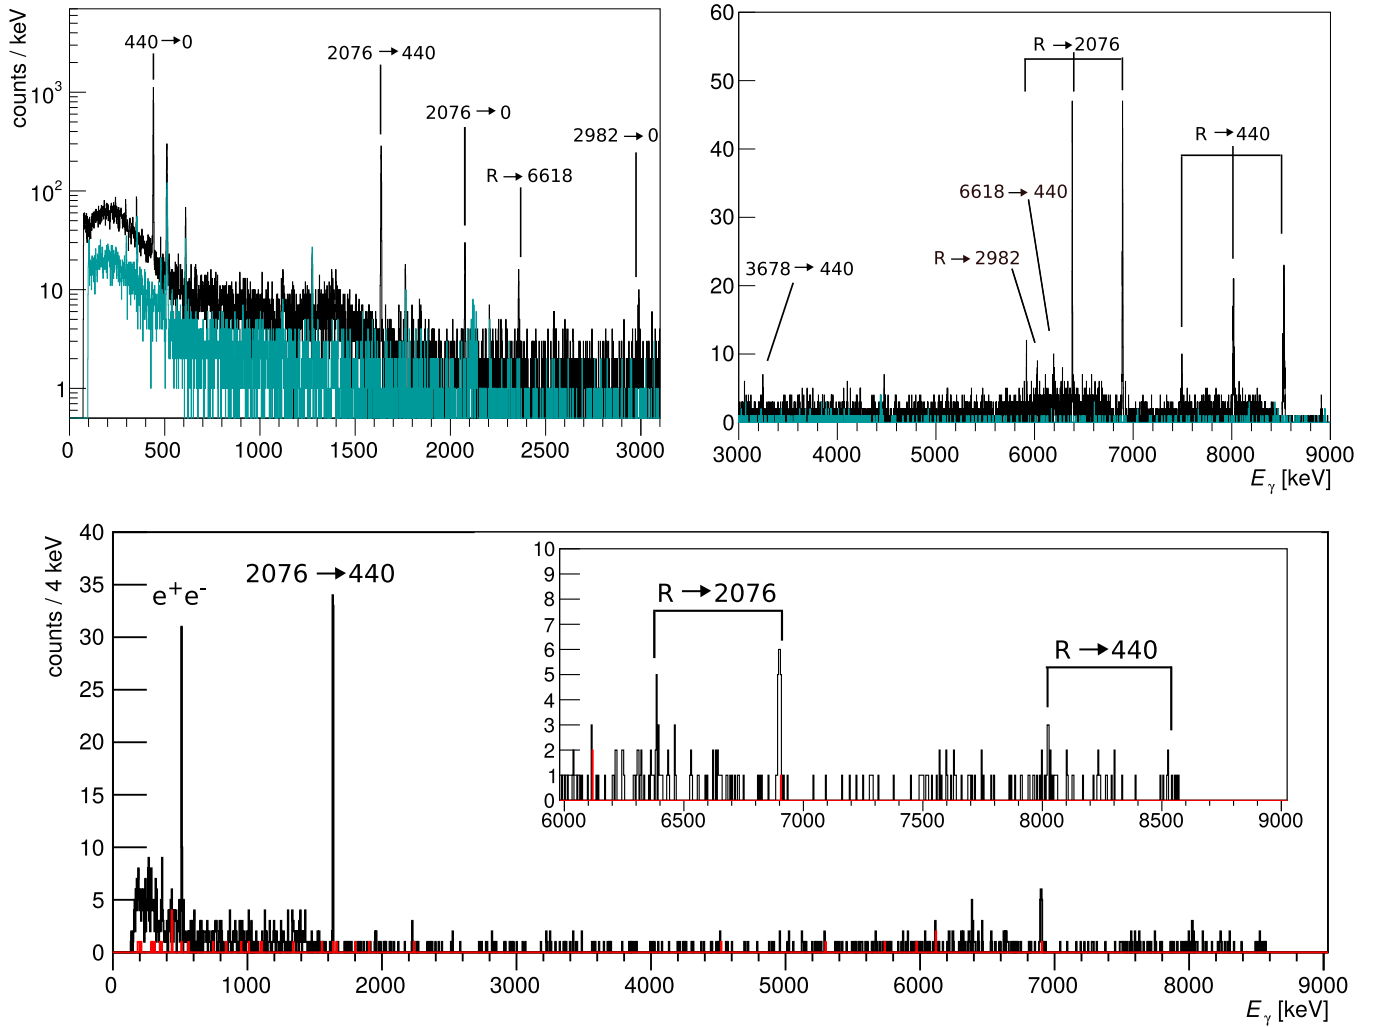 counts / keV
440→0
2076→440
2076→0
2982→0
R→6618
10³
10²
10
1
0 500 1000 1500 2000 2500 3000
60
50
40
30
20
10
0
R→2076
R→440
6618→440
R→2982
3678→440
3000 4000 5000 6000 7000 8000 9000
Eγ [keV]
counts / 4 keV
40
35
30
25
20
15
10
5
0
e⁺e⁻
2076→440
10
9
8
7
6
5
4
3
2
1
0
R→2076
R→440
6000 6500 7000 7500 8000 8500 9000
0 1000 2000 3000 4000 5000 6000 7000 8000 9000
Eγ [keV]